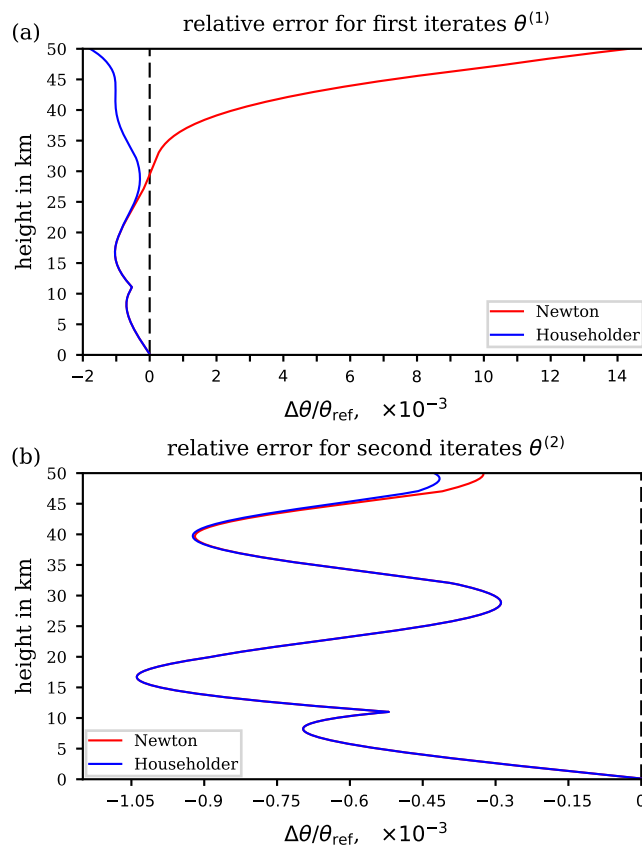 (a) relative error for first iterates θ⁽¹⁾
50
45
40
35
30
25
20
15
10
5
0
height in km
Newton
Householder
−2 0 2 4 6 8 10 12 14
Δθ/θref, ×10⁻³
(b) relative error for second iterates θ⁽²⁾
50
45
40
35
30
25
20
15
10
5
0
height in km
Newton
Householder
−1.05 −0.9 −0.75 −0.6 −0.45 −0.3 −0.15 0
Δθ/θref, ×10⁻³